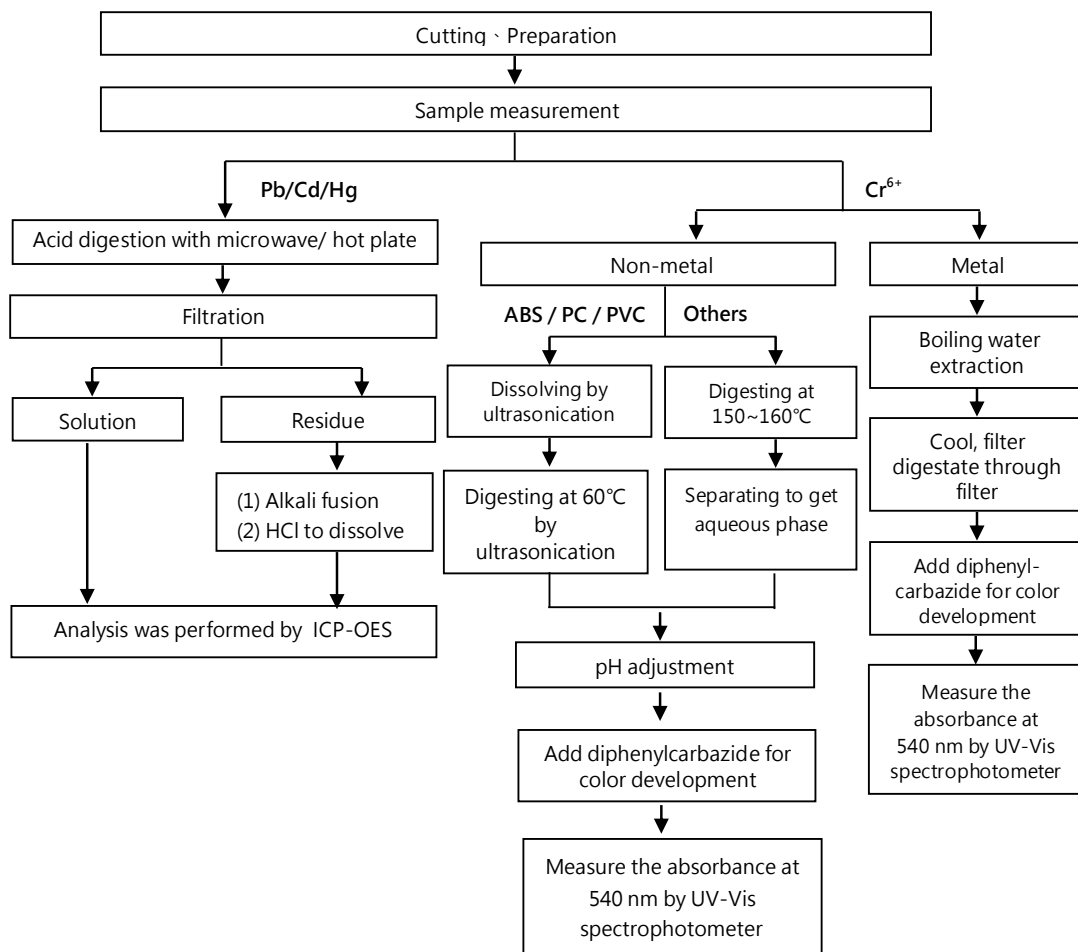 Cutting、Preparation
Sample measurement
Pb/Cd/Hg
Cr6+
Acid digestion with microwave/ hot plate
Non-metal
Metal
Filtration
ABS / PC / PVC
Others
Boiling water
extraction
Solution
Residue
Dissolving by
ultrasonication
Digesting at
150~160℃
Cool, filter
digestate through
filter
(1) Alkali fusion
(2) HCl to dissolve
Digesting at 60℃
by
ultrasonication
Separating to get
aqueous phase
Add diphenyl-
carbazide for color
development
Analysis was performed by ICP-OES
pH adjustment
Measure the
absorbance at
540 nm by UV-Vis
spectrophotometer
Add diphenylcarbazide for
color development
Measure the absorbance at
540 nm by UV-Vis
spectrophotometer